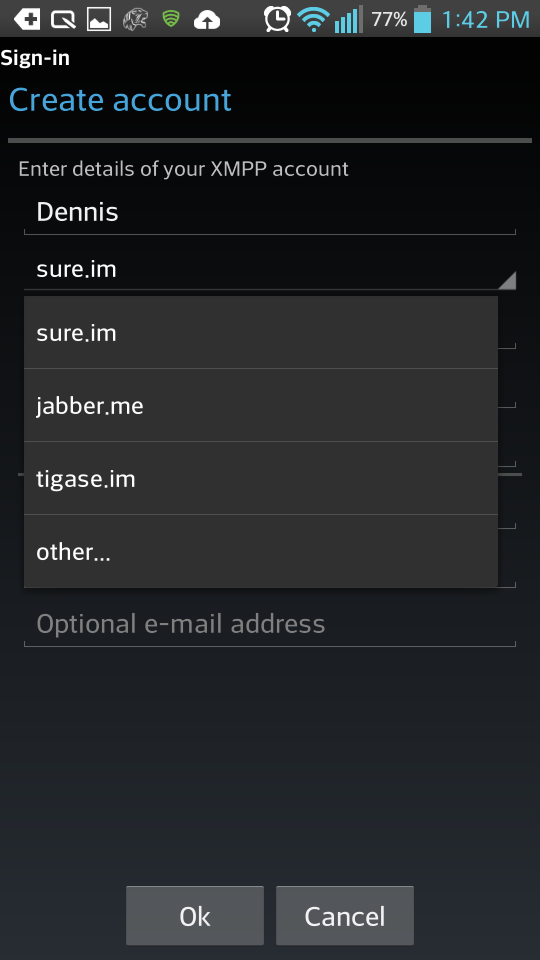 77% 1:42 PM
Sign-in
Create account
Enter details of your XMPP account
Dennis
sure.im
sure.im
jabber.me
tigase.im
other...
Optional e-mail address
Ok Cancel